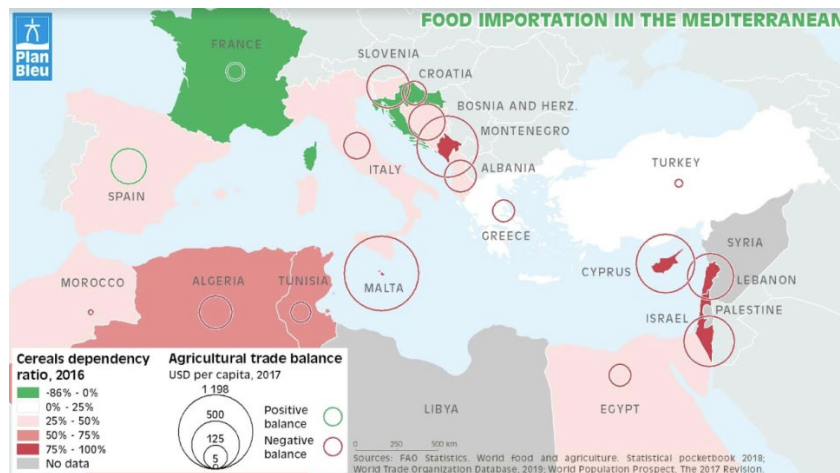 FOOD IMPORTATION IN THE MEDITERRANEAN
Plan
Bleu
FRANCE
SLOVENIA
CROATIA
BOSNIA AND HERZ.
MONTENEGRO
ITALY
ALBANIA
TURKEY
SPAIN
GREECE
SYRIA
CYPRUS
LEBANON
MOROCCO
ALGERIA
TUNISIA
MALTA
PALESTINE
ISRAEL
LIBYA
EGYPT
Cereals dependency
ratio, 2016
-86% - 0%
0% - 25%
25% - 50%
50% - 75%
75% - 100%
No data
Agricultural trade balance
USD per capita, 2017
1 198
500
125
5
0
Positive
balance
Negative
balance
0 250 500 km
Sources: FAO Statistics. World food and agriculture. Statistical pocketbook 2018;
World Trade Organization Database, 2019; World Population Prospect. The 2017 Revision.